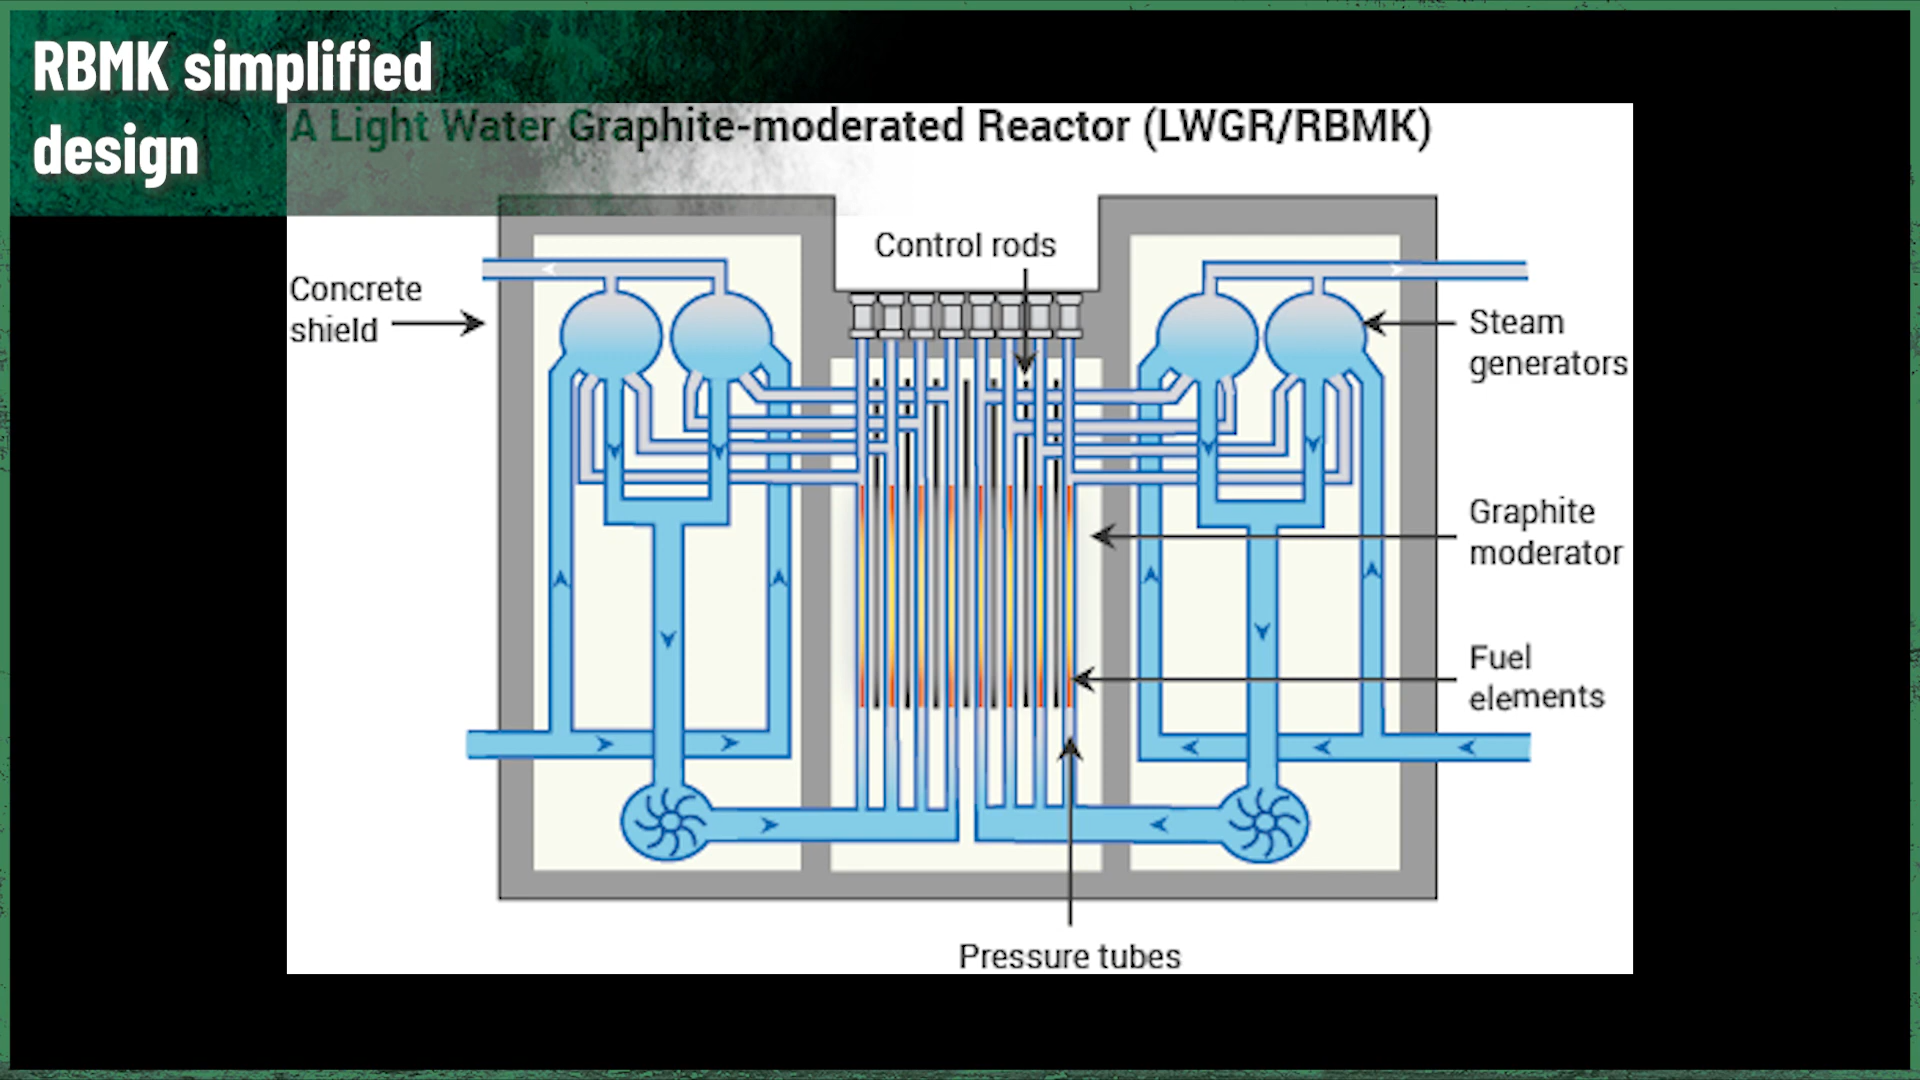 RBMK simplified
design
A Light Water Graphite-moderated Reactor (LWGR/RBMK)
Control rods
Concrete
shield
Steam
generators
Graphite
moderator
Fuel
elements
Pressure tubes